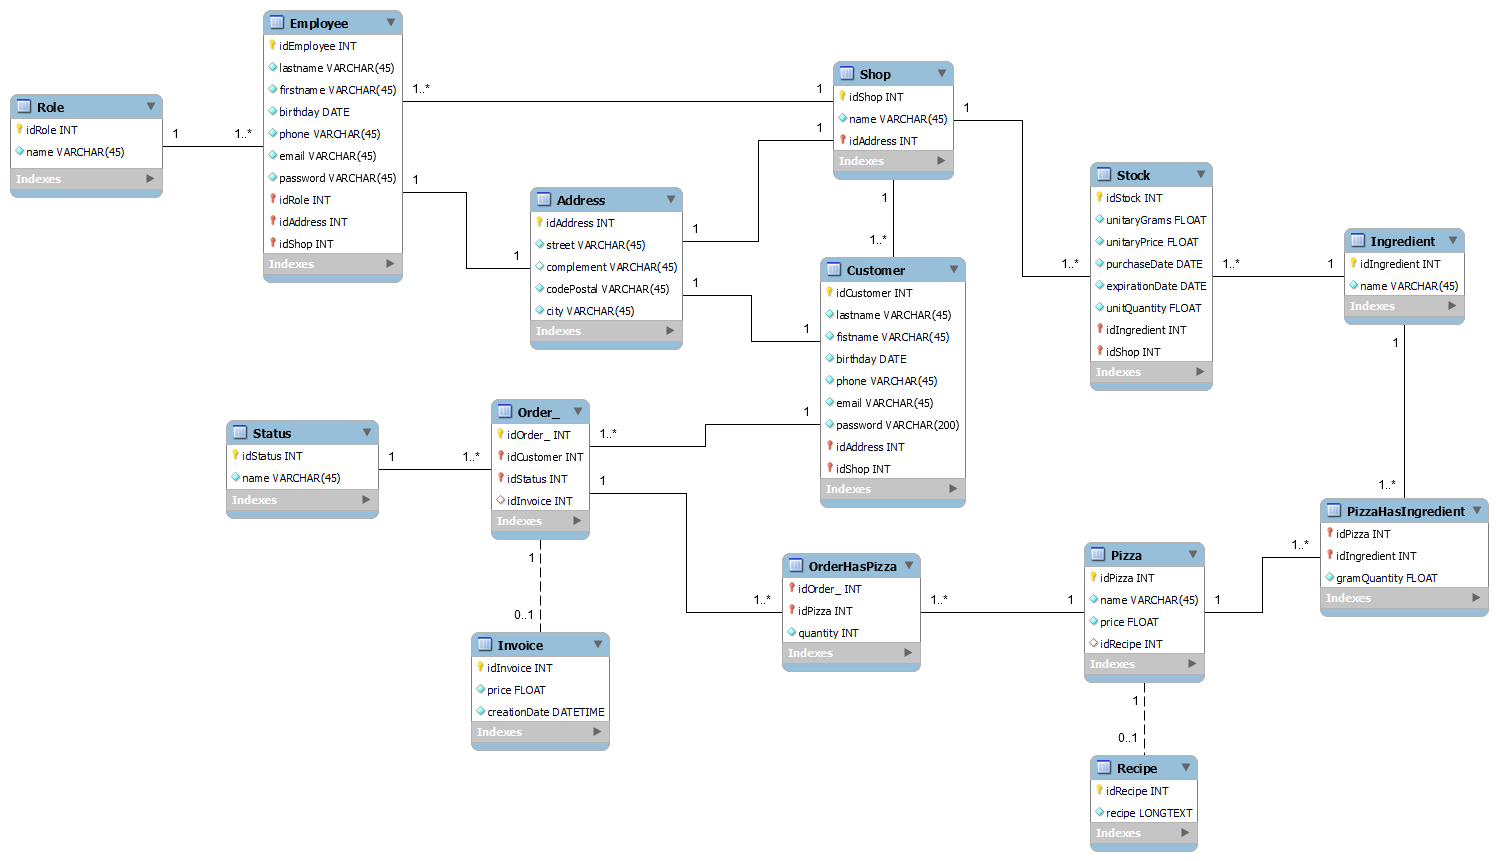 Role
idRole INT
name VARCHAR(45)
Indexes
1
1..*
Employee
idEmployee INT
lastname VARCHAR(45)
firstname VARCHAR(45)
birthday DATE
phone VARCHAR(45)
email VARCHAR(45)
password VARCHAR(45)
idRole INT
idAddress INT
idShop INT
Indexes
1..*
1
1
1
Address
idAddress INT
street VARCHAR(45)
complement VARCHAR(45)
codePostal VARCHAR(45)
city VARCHAR(45)
Indexes
1
1
1
1
Shop
idShop INT
name VARCHAR(45)
idAddress INT
Indexes
1
1..*
1
1..*
Customer
idCustomer INT
lastname VARCHAR(45)
fistname VARCHAR(45)
birthday DATE
phone VARCHAR(45)
email VARCHAR(45)
password VARCHAR(200)
idAddress INT
idShop INT
Indexes
Stock
idStock INT
unitaryGrams FLOAT
unitaryPrice FLOAT
purchaseDate DATE
expirationDate DATE
unitQuantity FLOAT
idIngredient INT
idShop INT
Indexes
1..*
1
Ingredient
idIngredient INT
name VARCHAR(45)
Indexes
1
1..*
Status
idStatus INT
name VARCHAR(45)
Indexes
1
1..*
Order_
idOrder_ INT
idCustomer INT
idStatus INT
idInvoice INT
Indexes
1..*
1
1
1
0..1
Invoice
idInvoice INT
price FLOAT
creationDate DATETIME
Indexes
1..*
OrderHasPizza
idOrder_ INT
idPizza INT
quantity INT
Indexes
1..*
1
Pizza
idPizza INT
name VARCHAR(45)
price FLOAT
idRecipe INT
Indexes
1
1..*
PizzaHasIngredient
idPizza INT
idIngredient INT
gramQuantity FLOAT
Indexes
1
0..1
Recipe
idRecipe INT
recipe LONGTEXT
Indexes